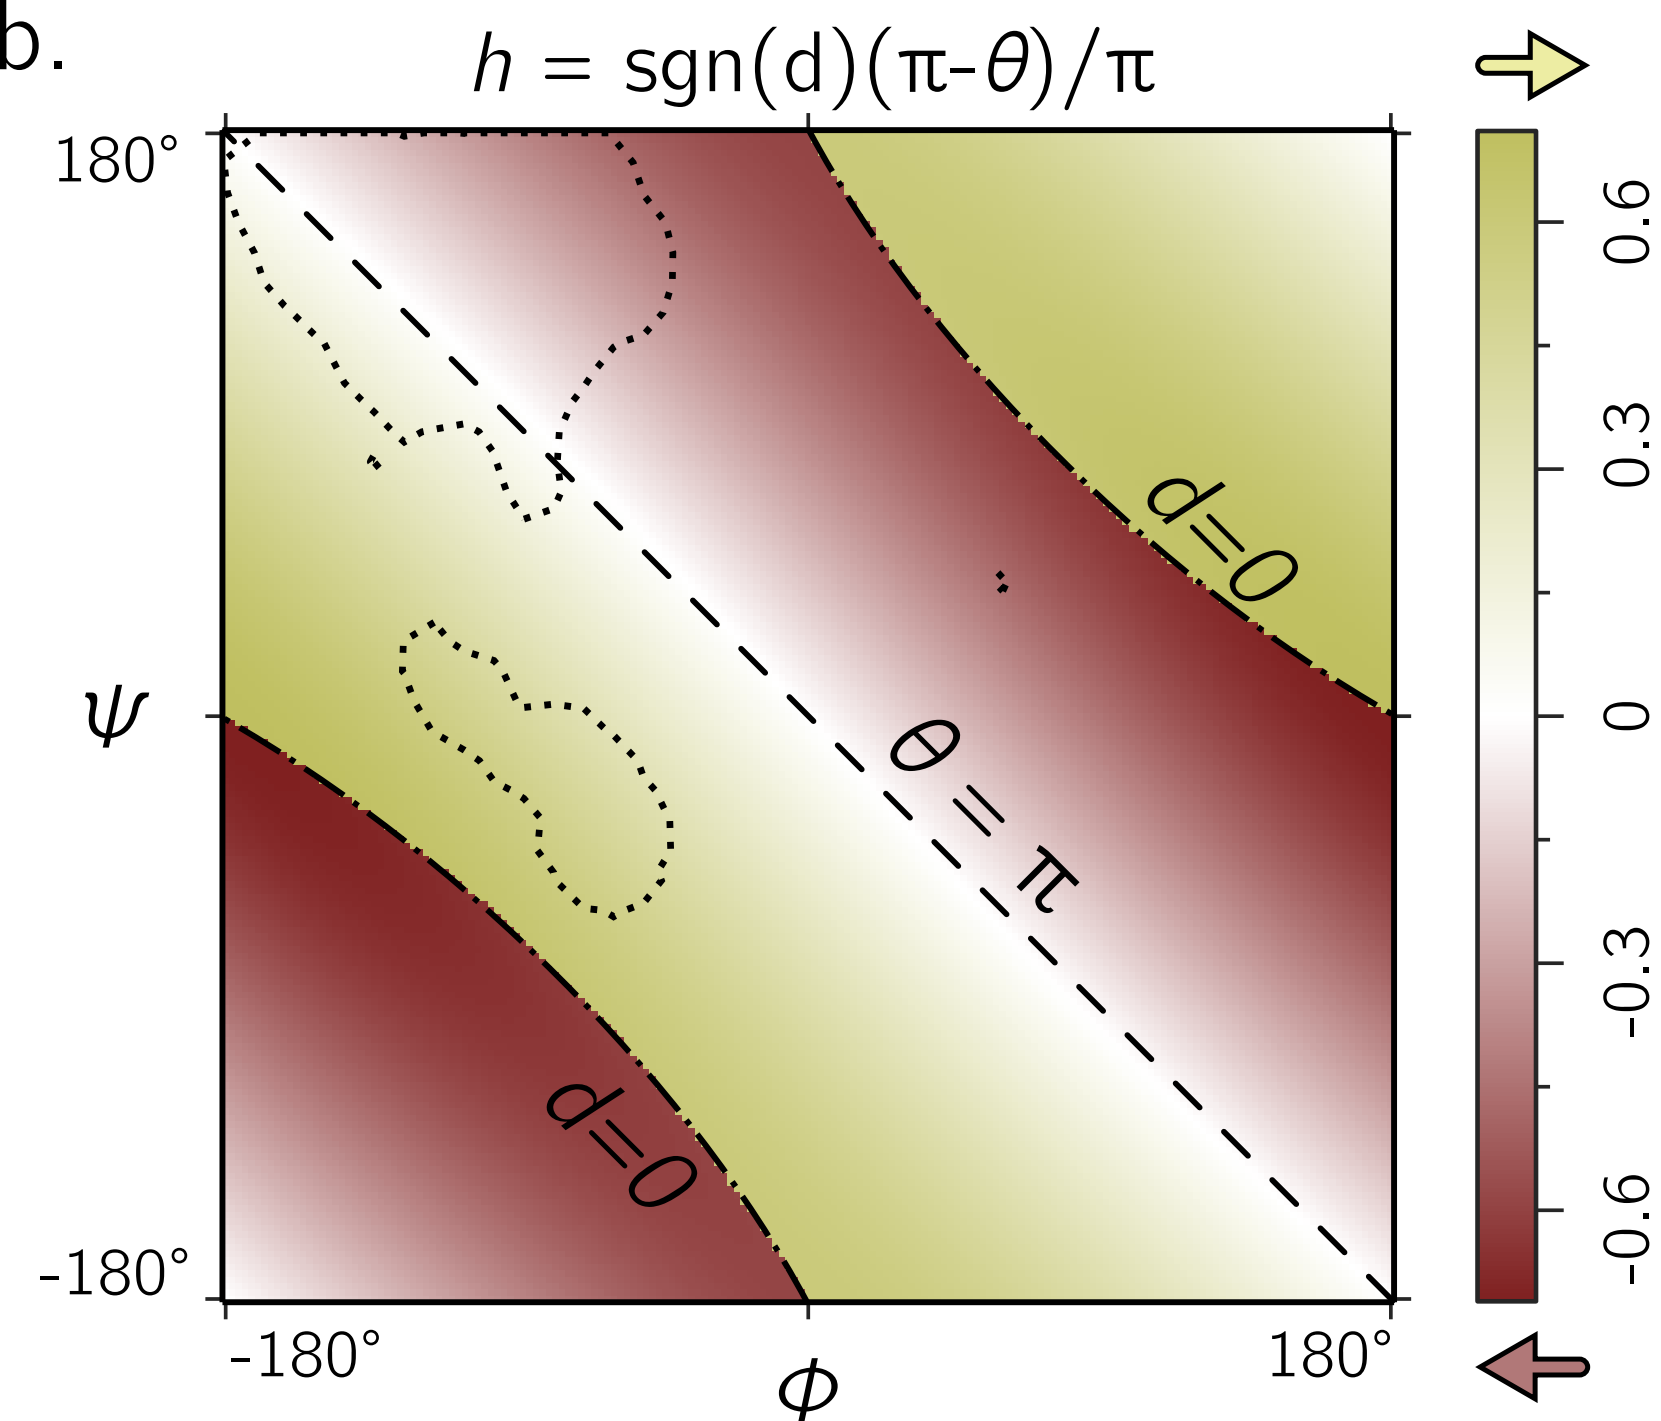 b.
h = sgn(d)(π-θ)/π
180°
0.6
0.3
d=0
ψ
θ = π
0
-0.3
d=0
-0.6
-180°
-180°
180°
ϕ